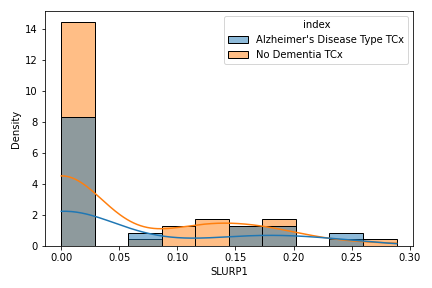 index
Alzheimer's Disease Type TCx
No Dementia TCx
14
12
10
8
6
4
2
0
Density
0.00 0.05 0.10 0.15 0.20 0.25 0.30
SLURP1